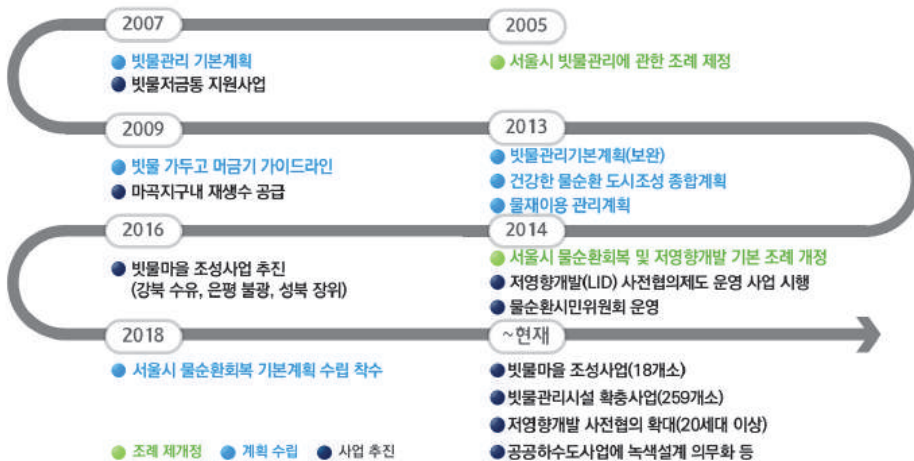 2007
빗물관리 기본계획
빗물저금통 지원사업
2005
서울시 빗물관리에 관한 조례 제정
2009
빗물 가두고 머금기 가이드라인
마곡지구내 재생수 공급
2013
빗물관리기본계획(보완)
건강한 물순환 도시조성 종합계획
물재이용 관리계획
2016
빗물마을 조성사업 추진
(강북 수유, 은평 불광, 성북 장위)
2014
서울시 물순환회복 및 저영향개발 기본 조례 개정
저영향개발(LID) 사전협의제도 운영 사업 시행
물순환시민위원회 운영
2018
서울시 물순환회복 기본계획 수립 착수
~현재
빗물마을 조성사업(18개소)
빗물관리시설 확충사업(259개소)
저영향개발 사전협의 확대(20세대 이상)
공공하수도사업에 녹색설계 의무화 등
조례 제개정 계획 수립 사업 추진